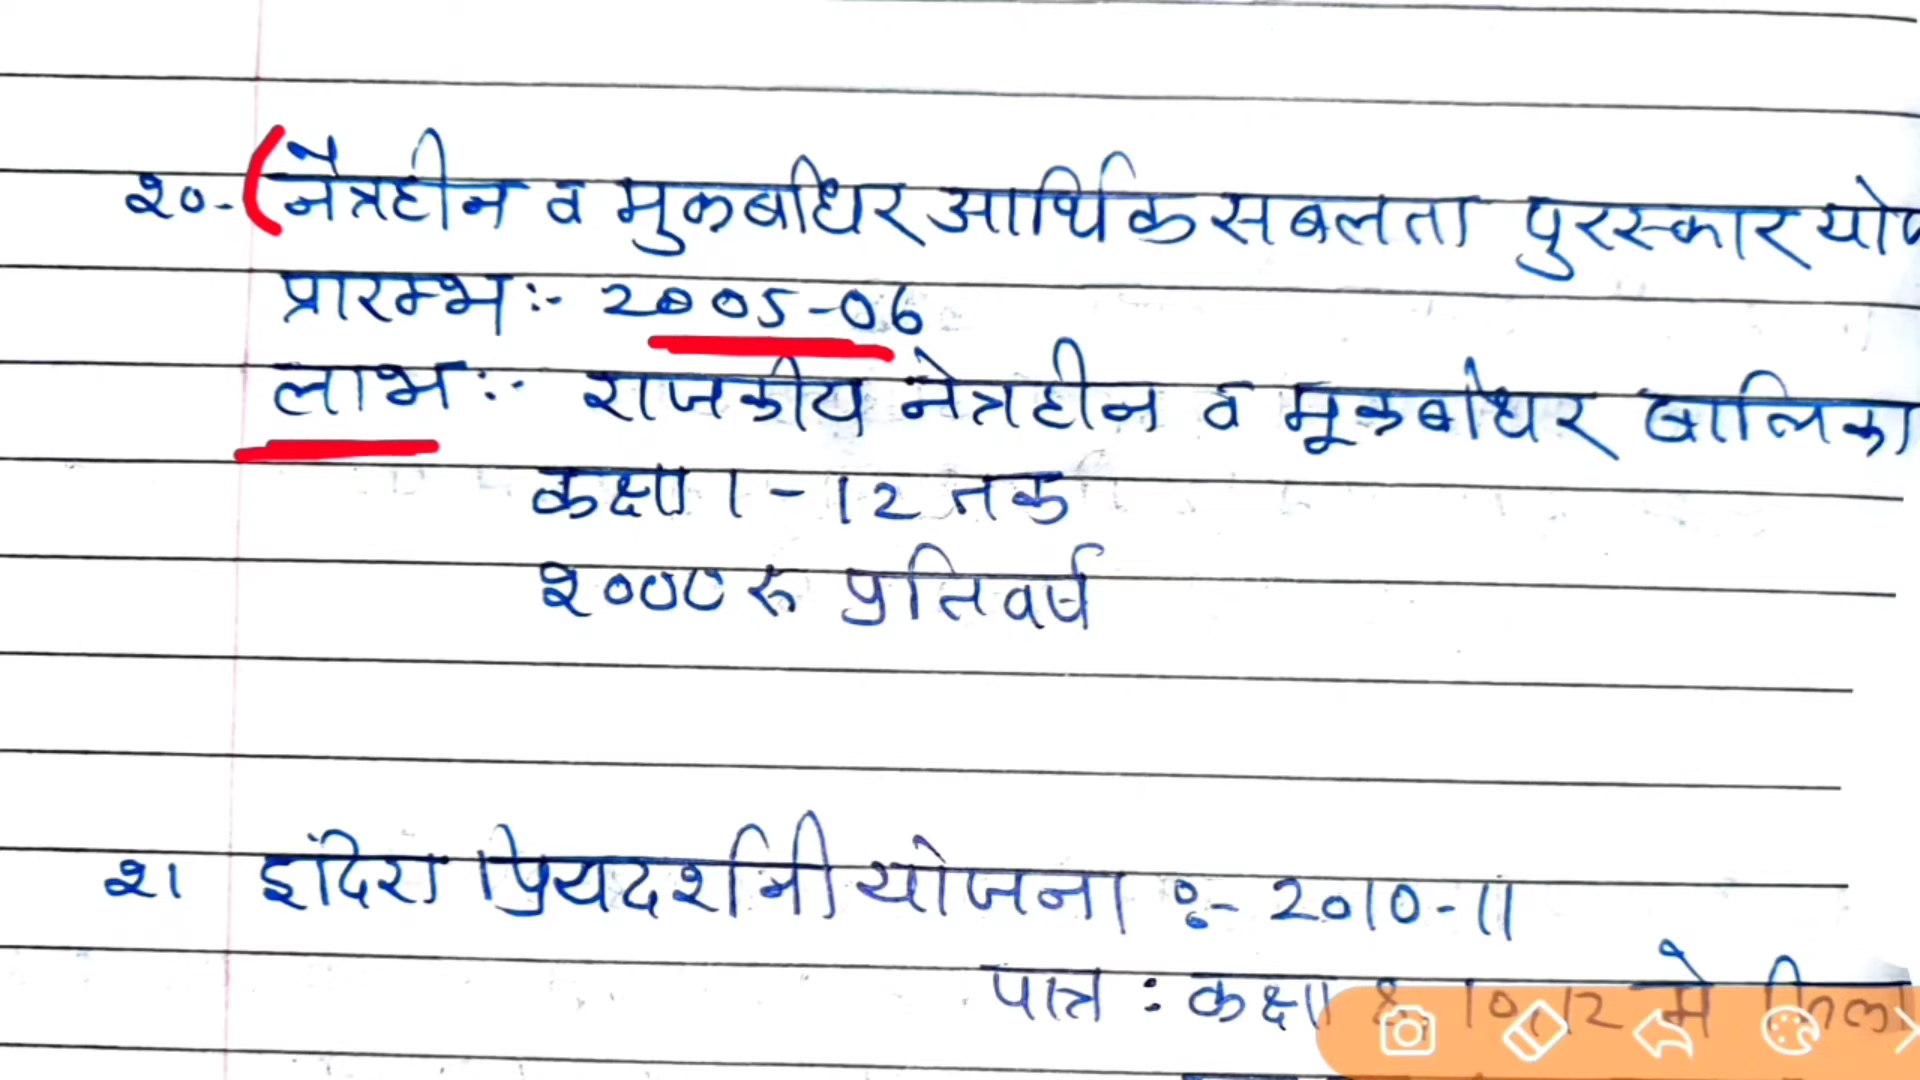 २०- (नेत्रहीन व मुकबधिर आर्थिक सबलता पुरस्कार यो
प्रारम्भ :- 2005-06
लाभ :- राजकीय नेत्रहीन व मूकबधिर बालिका
कक्षा 1-12 तक
२००० रु प्रतिवर्ष
२१ इंदिरा प्रियदर्शिनी योजना :- 2010-11
पात्र : कक्षा 8, 10, 12 मे